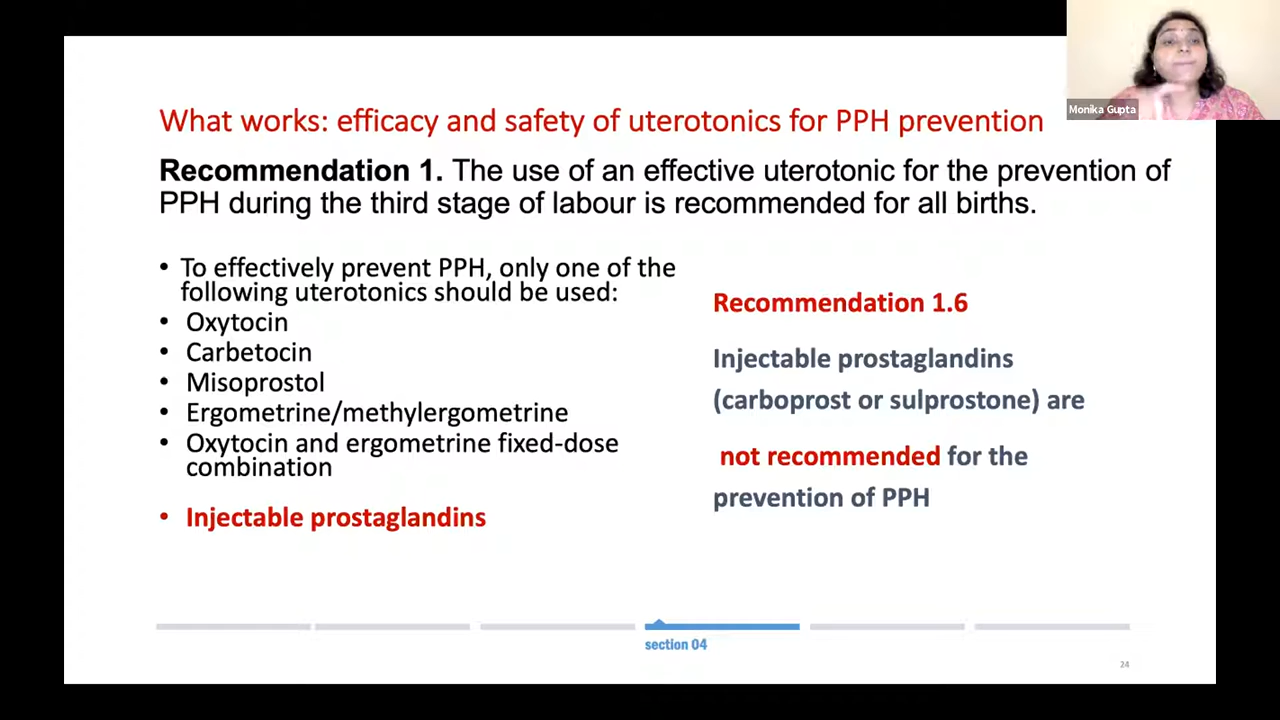 Monika Gupta
What works: efficacy and safety of uterotonics for PPH prevention
Recommendation 1. The use of an effective uterotonic for the prevention of
PPH during the third stage of labour is recommended for all births.
• To effectively prevent PPH, only one of the
following uterotonics should be used:
• Oxytocin
• Carbetocin
• Misoprostol
• Ergometrine/methylergometrine
• Oxytocin and ergometrine fixed-dose
combination
• Injectable prostaglandins
Recommendation 1.6
Injectable prostaglandins
(carboprost or sulprostone) are
not recommended for the
prevention of PPH
section 04
24